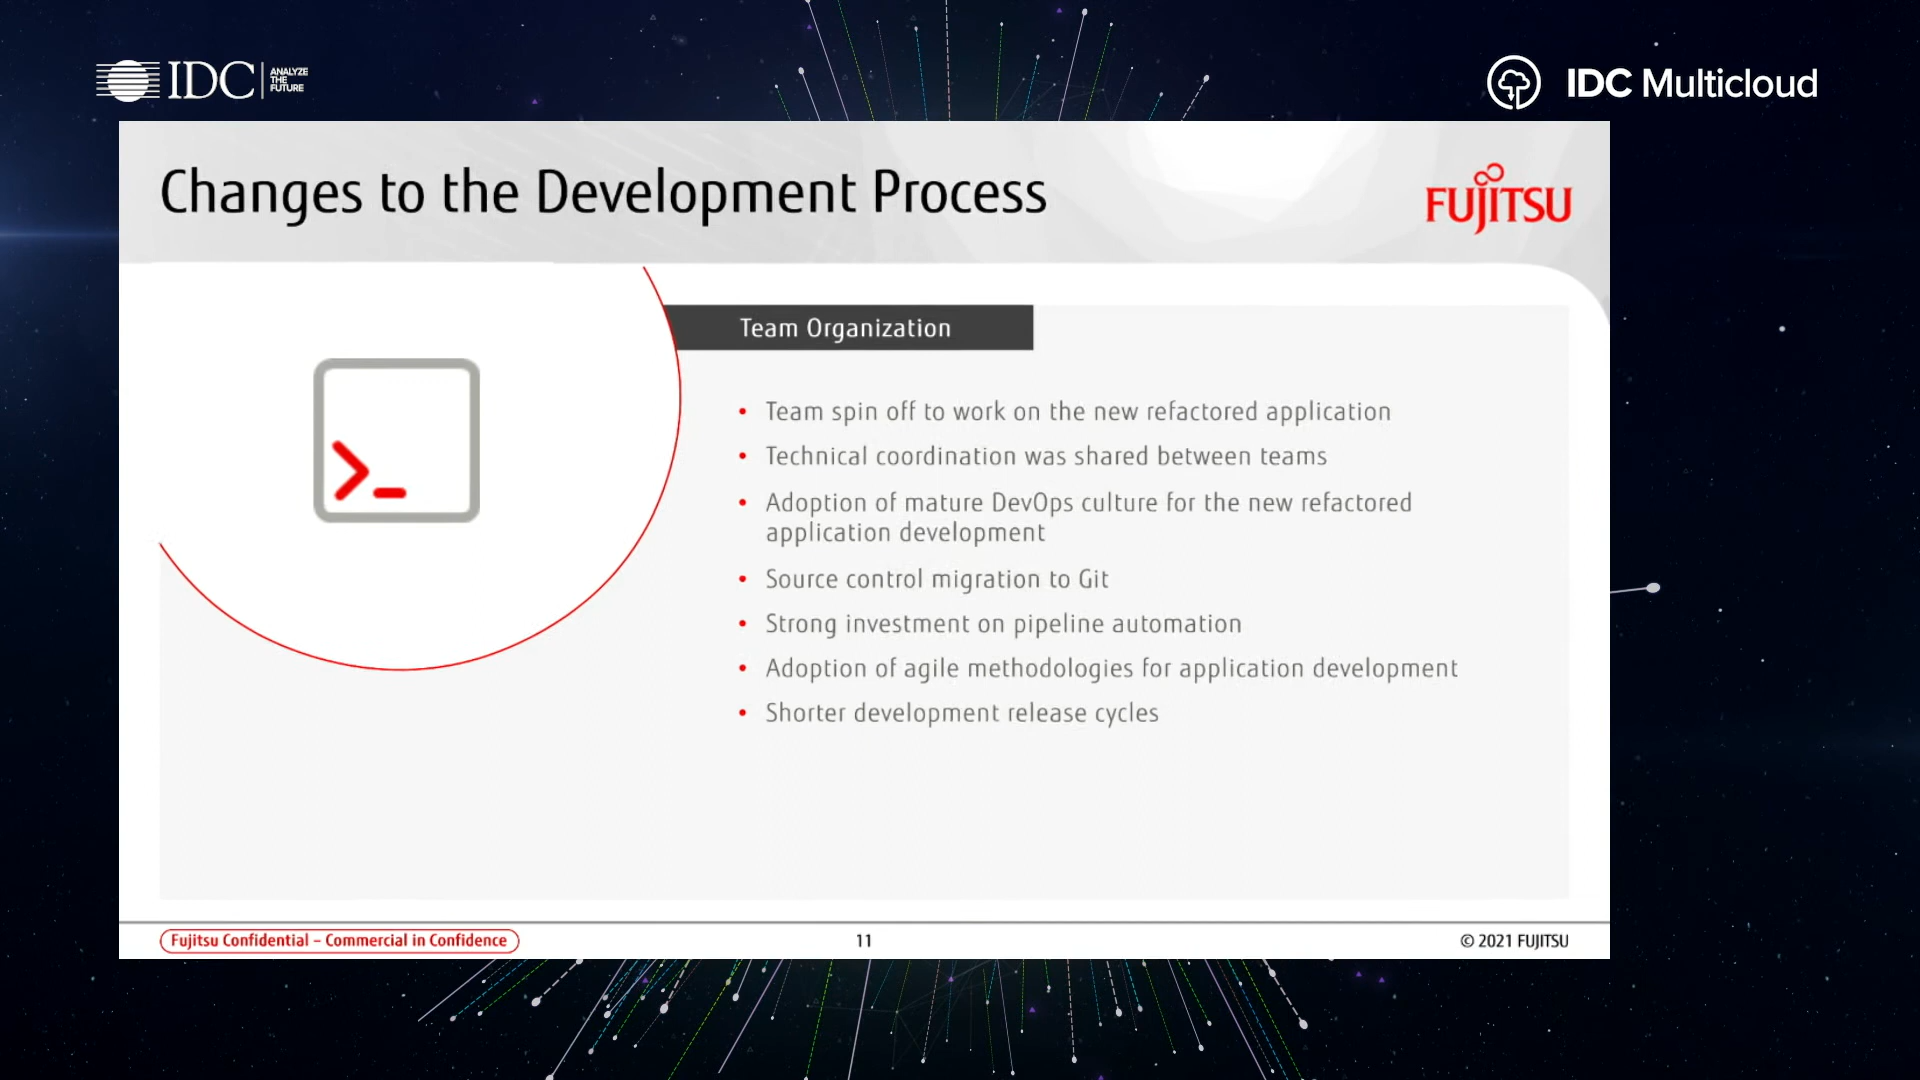 IDC
ANALYZE
THE
FUTURE
IDC Multicloud
Changes to the Development Process
FUJITSU
Team Organization
• Team spin off to work on the new refactored application
• Technical coordination was shared between teams
• Adoption of mature DevOps culture for the new refactored
application development
• Source control migration to Git
• Strong investment on pipeline automation
• Adoption of agile methodologies for application development
• Shorter development release cycles
Fujitsu Confidential – Commercial in Confidence
11
© 2021 FUJITSU